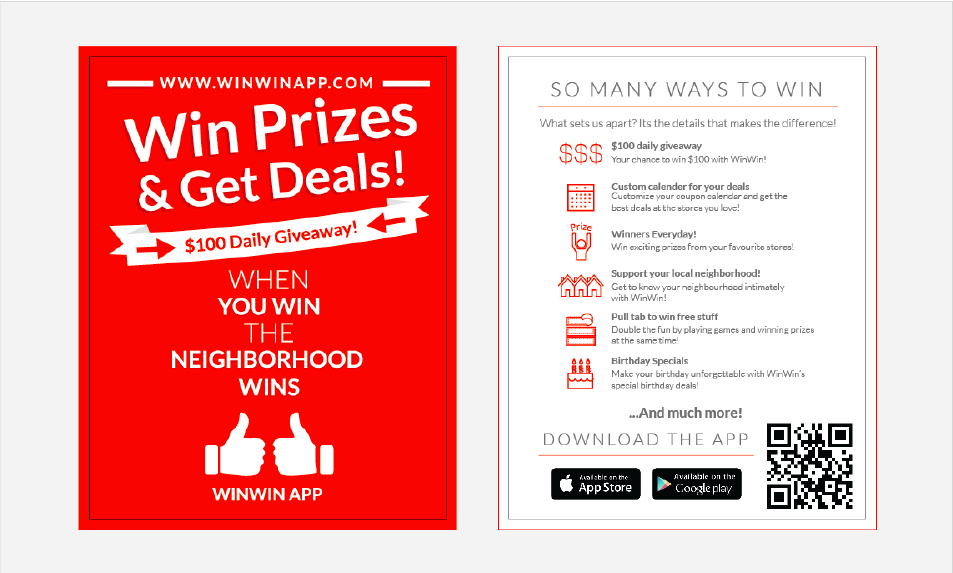 WWW.WINWINAPP.COM
Win Prizes
& Get Deals!
$100 Daily Giveaway!
WHEN
YOU WIN
THE
NEIGHBORHOOD
WINS
WINWIN APP
SO MANY WAYS TO WIN
What sets us apart? Its the details that makes the difference!
$$$
$100 daily giveaway
Your chance to win $100 with WinWin!
Custom calender for your deals
Customize your coupon calendar and get the
best deals at the stores you love!
Prize
Winners Everyday!
Win exciting prizes from your favourite stores!
Support your local neighborhood!
Get to know your neighbourhood intimately
with WinWin!
Pull tab to win free stuff
Double the fun by playing games and winning prizes
at the same time!
Birthday Specials
Make your birthday unforgettable with WinWin's
special birthday deals!
...And much more!
DOWNLOAD THE APP
Available on the
App Store
Available on the
Google play